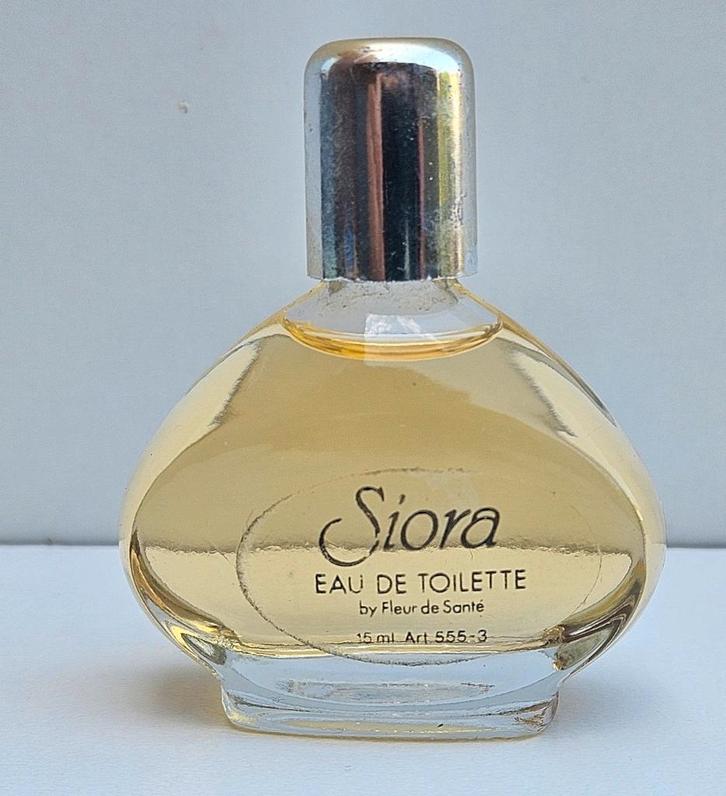 Siora
EAU DE TOILETTE
by Fleur de Santé
15 ml Art 555-3